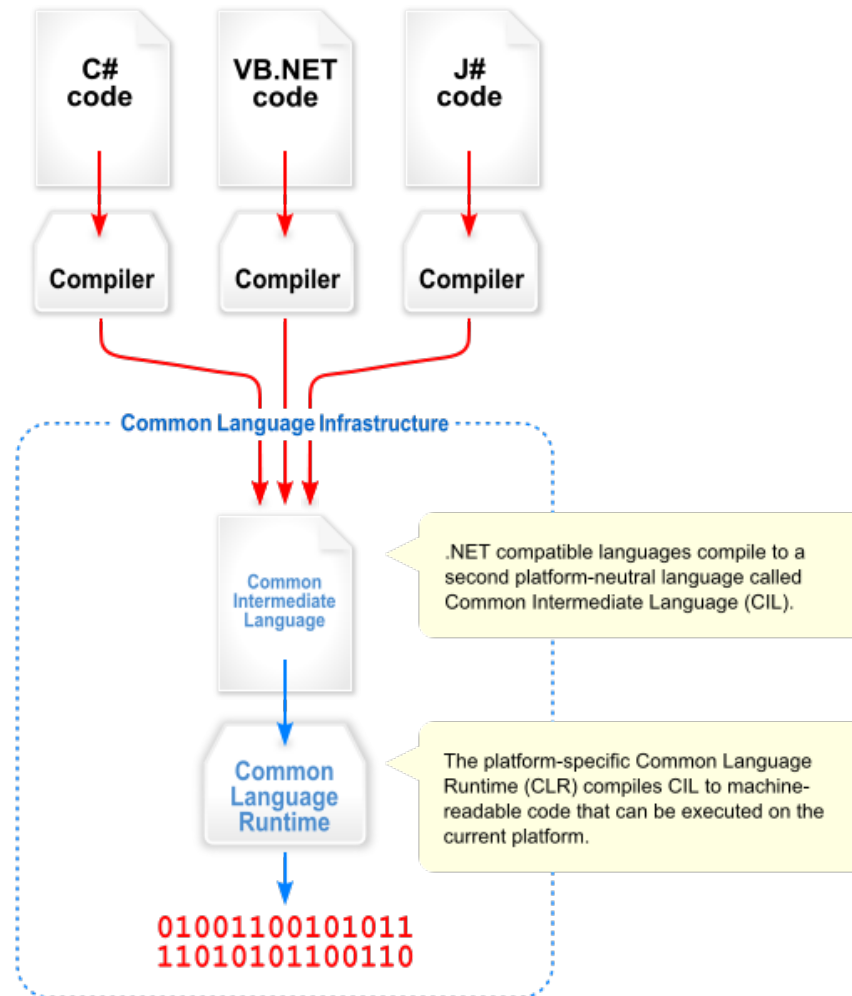 C#
code
VB.NET
code
J#
code
Compiler
Compiler
Compiler
Common Language Infrastructure
Common
Intermediate
Language
.NET compatible languages compile to a
second platform-neutral language called
Common Intermediate Language (CIL).
Common
Language
Runtime
The platform-specific Common Language
Runtime (CLR) compiles CIL to machine-
readable code that can be executed on the
current platform.
01001100101011
11010101100110